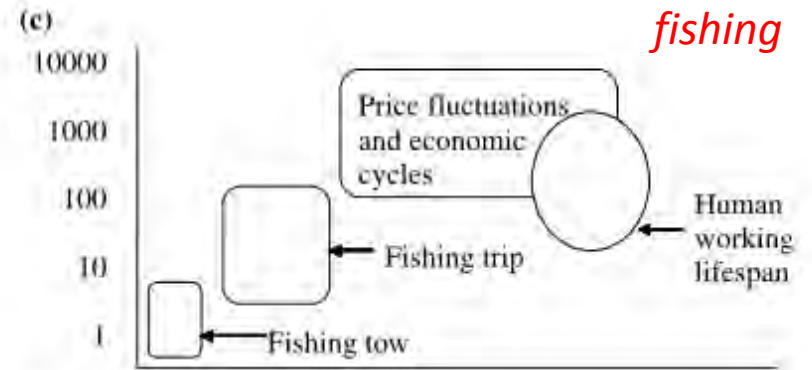 (c)
fishing
10000
1000
100
10
1
Price fluctuations
and economic
cycles
Human
working
lifespan
Fishing trip
Fishing tow